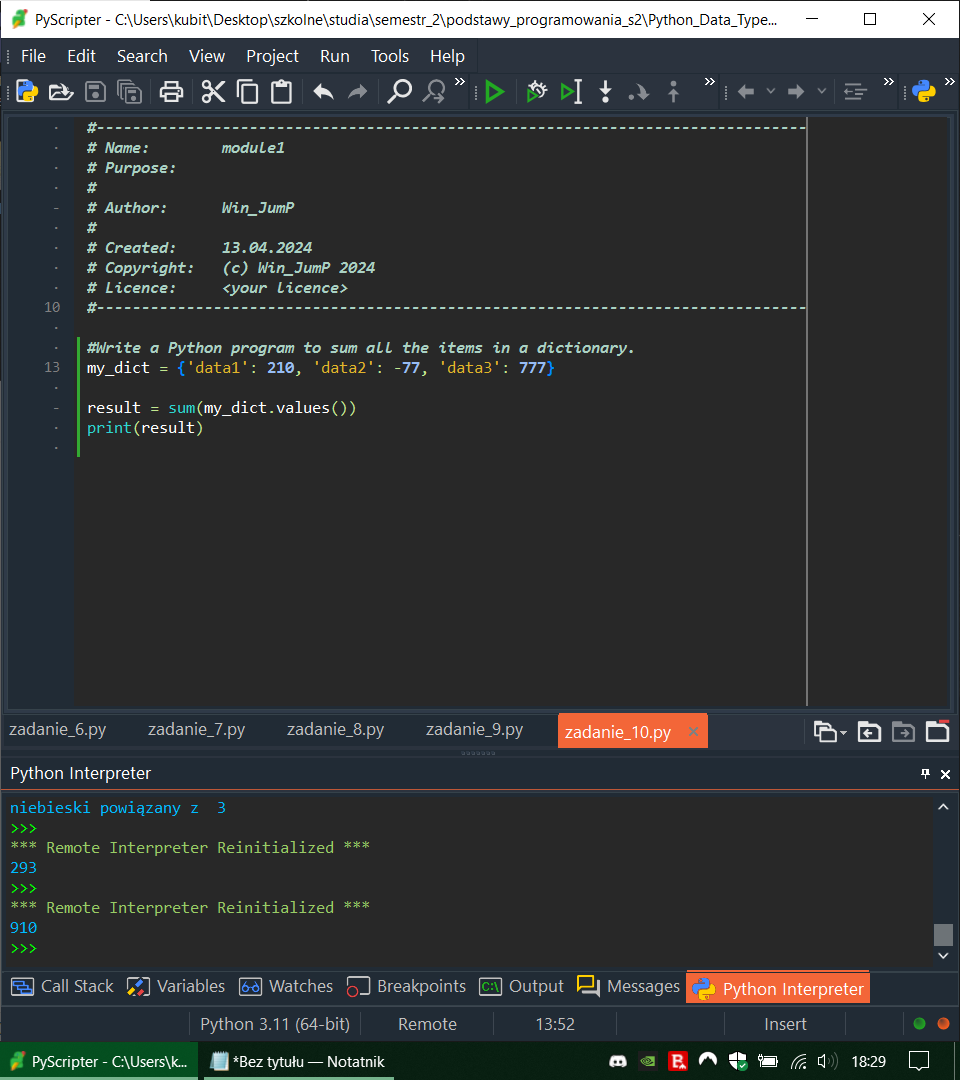 PyScripter - C:\Users\kubit\Desktop\szkolne\studia\semestr_2\podstawy_programowania_s2\Python_Data_Type...
File Edit Search View Project Run Tools Help
#-------------------------------------------------------------------------------
# Name:        module1
# Purpose:
#
# Author:      Win_JumP
#
# Created:     13.04.2024
# Copyright:   (c) Win_JumP 2024
# Licence:     <your licence>
10 #-------------------------------------------------------------------------------
#Write a Python program to sum all the items in a dictionary.
13 my_dict = {'data1': 210, 'data2': -77, 'data3': 777}
result = sum(my_dict.values())
print(result)
zadanie_6.py zadanie_7.py zadanie_8.py zadanie_9.py zadanie_10.py
Python Interpreter
niebieski powiązany z  3
>>>
*** Remote Interpreter Reinitialized ***
293
>>>
*** Remote Interpreter Reinitialized ***
910
>>>
Call Stack Variables Watches Breakpoints C:\ Output Messages Python Interpreter
Python 3.11 (64-bit) Remote 13:52 Insert
PyScripter - C:\Users\k... *Bez tytułu — Notatnik 18:29